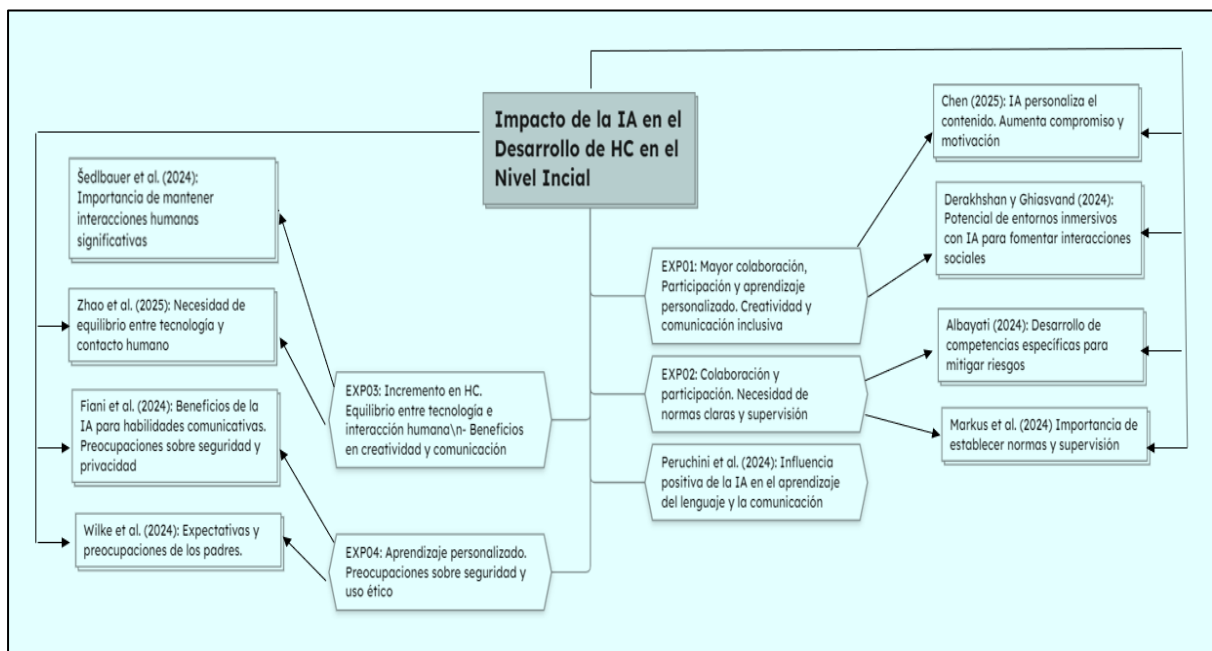 Impacto de la IA en el
Desarrollo de HC en el
Nivel Incial
Šedlbauer et al. (2024):
Importancia de mantener
interacciones humanas
significativas
Zhao et al. (2025): Necesidad de
equilibrio entre tecnología y
contacto humano
Fiani et al. (2024): Beneficios de la
IA para habilidades comunicativas.
Preocupaciones sobre seguridad y
privacidad
Wilke et al. (2024): Expectativas y
preocupaciones de los padres.
EXP03: Incremento en HC.
Equilibrio entre tecnología e
interacción humana\n- Beneficios
en creatividad y comunicación
EXP04: Aprendizaje personalizado.
Preocupaciones sobre seguridad y
uso ético
EXP01: Mayor colaboración,
Participación y aprendizaje
personalizado. Creatividad y
comunicación inclusiva
EXP02: Colaboración y
participación. Necesidad de
normas claras y supervisión
Peruchini et al. (2024): Influencia
positiva de la IA en el aprendizaje
del lenguaje y la comunicación
Chen (2025): IA personaliza el
contenido. Aumenta compromiso y
motivación
Derakhshan y Ghiasvand (2024):
Potencial de entornos inmersivos
con IA para fomentar interacciones
sociales
Albayati (2024): Desarrollo de
competencias específicas para
mitigar riesgos
Markus et al. (2024) Importancia de
establecer normas y supervisión